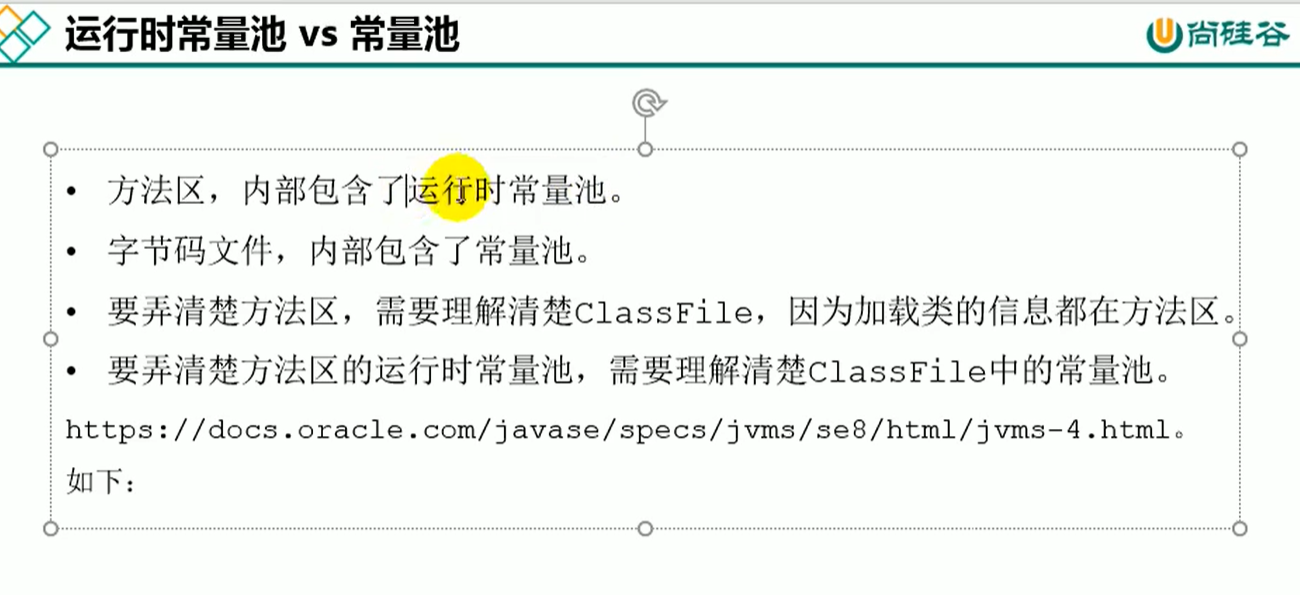 运行时常量池 vs 常量池
尚硅谷
• 方法区，内部包含了运行时常量池。
• 字节码文件，内部包含了常量池。
• 要弄清楚方法区，需要理解清楚ClassFile，因为加载类的信息都在方法区。
• 要弄清楚方法区的运行时常量池，需要理解清楚ClassFile中的常量池。
https://docs.oracle.com/javase/specs/jvms/se8/html/jvms-4.html。
如下：